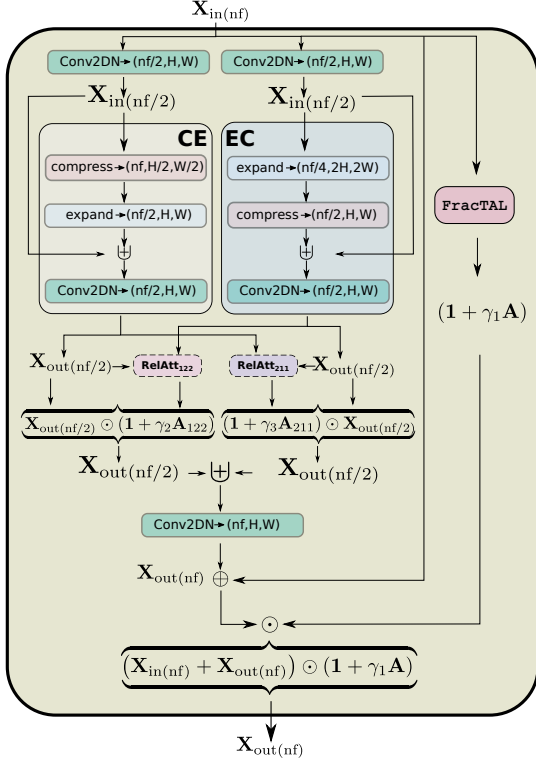 X_in(nf)
Conv2DN→(nf/2,H,W) Conv2DN→(nf/2,H,W)
X_in(nf/2) X_in(nf/2)
CE EC
compress→(nf,H/2,W/2) expand→(nf/4,2H,2W)
expand→(nf/2,H,W) compress→(nf/2,H,W)
FracTAL
⊎ ⊎
Conv2DN→(nf/2,H,W) Conv2DN→(nf/2,H,W)
(1 + γ₁A)
X_out(nf/2) RelAtt₁₂₂ RelAtt₂₁₁ X_out(nf/2)
X_out(nf/2) ⊙ (1 + γ₂A₁₂₂) (1 + γ₃A₂₁₁) ⊙ X_out(nf/2)
X_out(nf/2) ⊎ X_out(nf/2)
Conv2DN→(nf,H,W)
X_out(nf) ⊕
⊙
(X_in(nf) + X_out(nf)) ⊙ (1 + γ₁A)
X_out(nf)